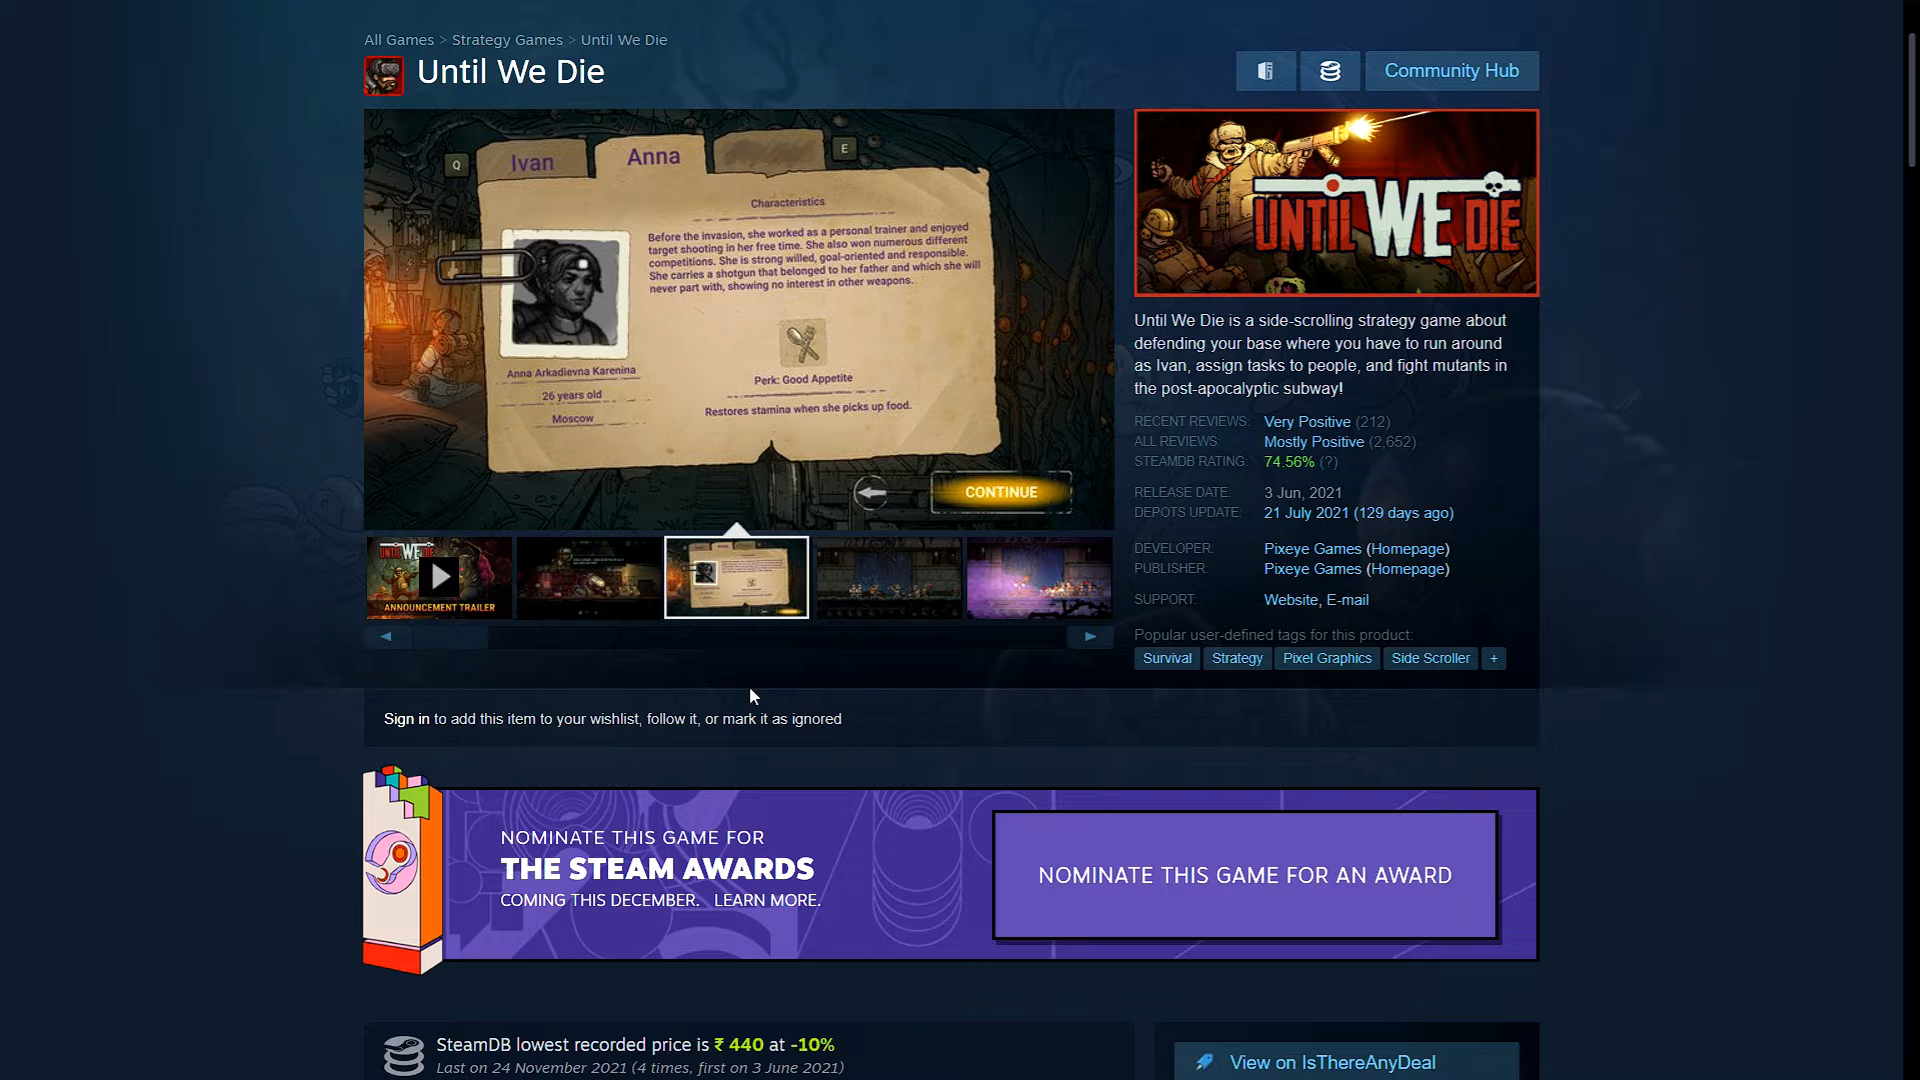 All Games > Strategy Games > Until We Die
Until We Die
Community Hub
Q
Ivan
Anna
E
Characteristics
Before the invasion, she worked as a personal trainer and enjoyed
target shooting in her free time. She also won numerous different
competitions. She is strong willed, goal-oriented and responsible.
She carries a shotgun that belonged to her father and which she will
never part with, showing no interest in other weapons.
Anna Arkadievna Karenina
26 years old
Moscow
Perk: Good Appetite
Restores stamina when she picks up food.
CONTINUE
UNTIL WE DIE
ANNOUNCEMENT TRAILER
UNTIL WE DIE
Until We Die is a side-scrolling strategy game about
defending your base where you have to run around
as Ivan, assign tasks to people, and fight mutants in
the post-apocalyptic subway!
RECENT REVIEWS: Very Positive (212)
ALL REVIEWS: Mostly Positive (2,652)
STEAMDB RATING: 74.56% (?)
RELEASE DATE: 3 Jun, 2021
DEPOTS UPDATE: 21 July 2021 (129 days ago)
DEVELOPER: Pixeye Games (Homepage)
PUBLISHER: Pixeye Games (Homepage)
SUPPORT: Website, E-mail
Popular user-defined tags for this product:
Survival Strategy Pixel Graphics Side Scroller +
Sign in to add this item to your wishlist, follow it, or mark it as ignored
NOMINATE THIS GAME FOR
THE STEAM AWARDS
COMING THIS DECEMBER. LEARN MORE.
NOMINATE THIS GAME FOR AN AWARD
SteamDB lowest recorded price is ₹ 440 at -10%
Last on 24 November 2021 (4 times, first on 3 June 2021)
View on IsThereAnyDeal